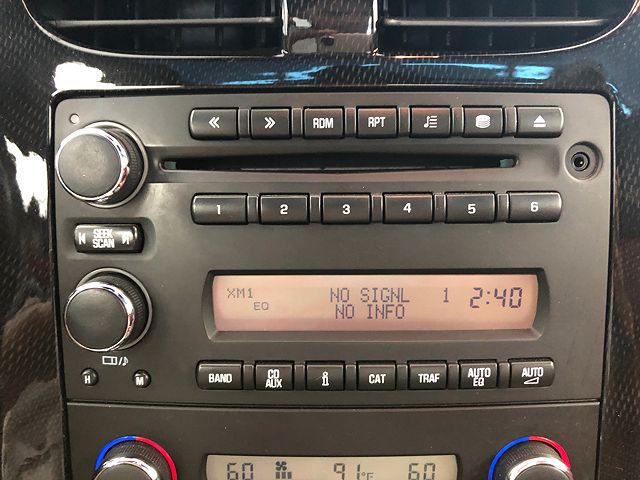 RDM RPT
1 2 3 4 5 6
SEEK
SCAN
XM1 NO SIGNL 1 2:40
EQ NO INFO
H M
BAND CD AUX i CAT TRAF AUTO EQ AUTO
60 91°F 60